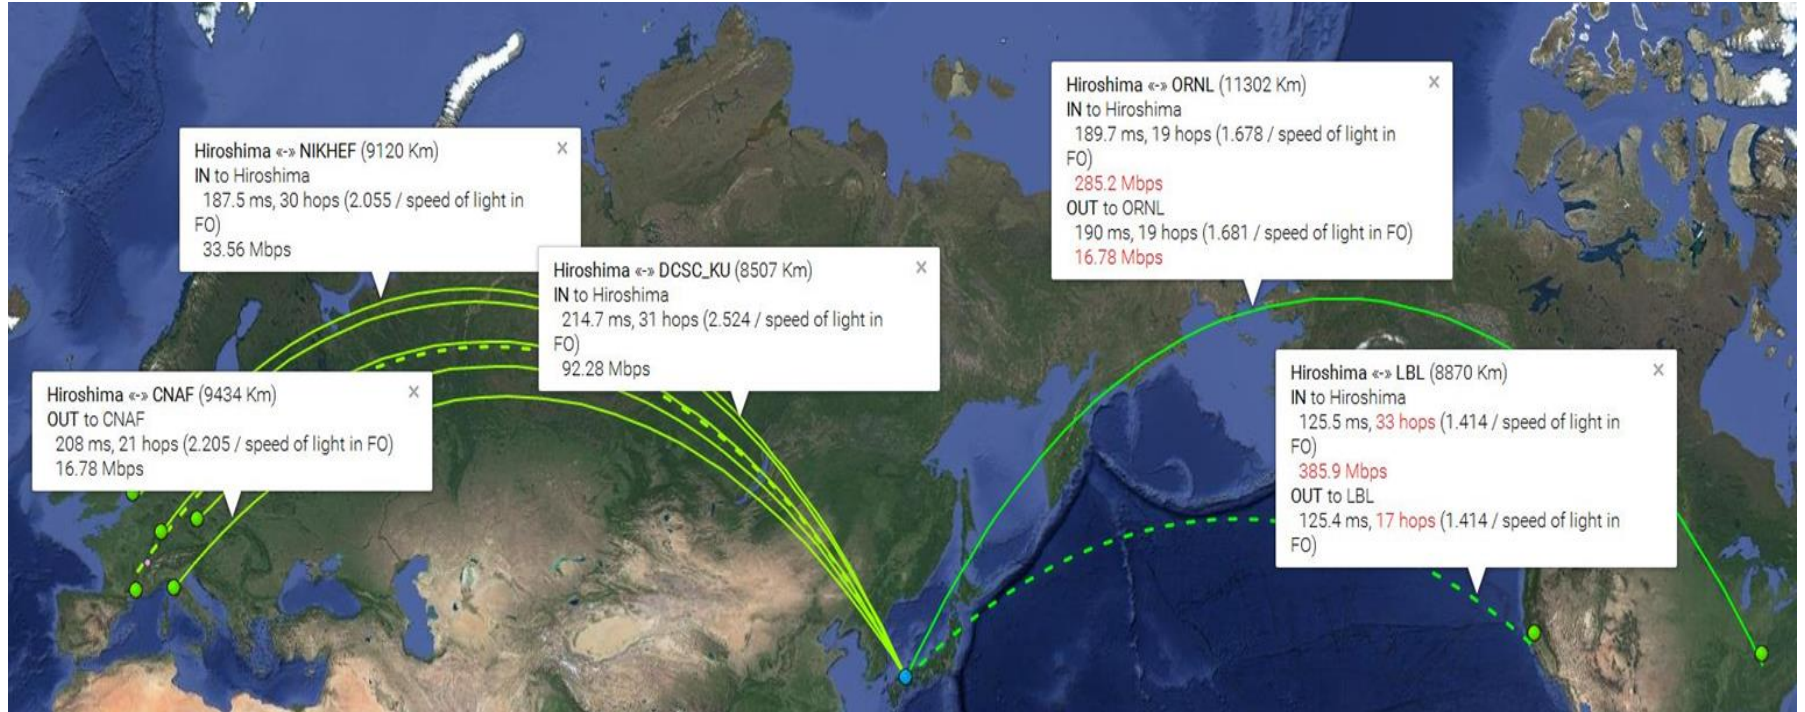 Hiroshima «-» NIKHEF (9120 Km)
IN to Hiroshima
187.5 ms, 30 hops (2.055 / speed of light in
FO)
33.56 Mbps
Hiroshima «-» DCSC_KU (8507 Km)
IN to Hiroshima
214.7 ms, 31 hops (2.524 / speed of light in
FO)
92.28 Mbps
Hiroshima «-» CNAF (9434 Km)
OUT to CNAF
208 ms, 21 hops (2.205 / speed of light in FO)
16.78 Mbps
Hiroshima «-» ORNL (11302 Km)
IN to Hiroshima
189.7 ms, 19 hops (1.678 / speed of light in
FO)
285.2 Mbps
OUT to ORNL
190 ms, 19 hops (1.681 / speed of light in FO)
16.78 Mbps
Hiroshima «-» LBL (8870 Km)
IN to Hiroshima
125.5 ms, 33 hops (1.414 / speed of light in
FO)
385.9 Mbps
OUT to LBL
125.4 ms, 17 hops (1.414 / speed of light in
FO)